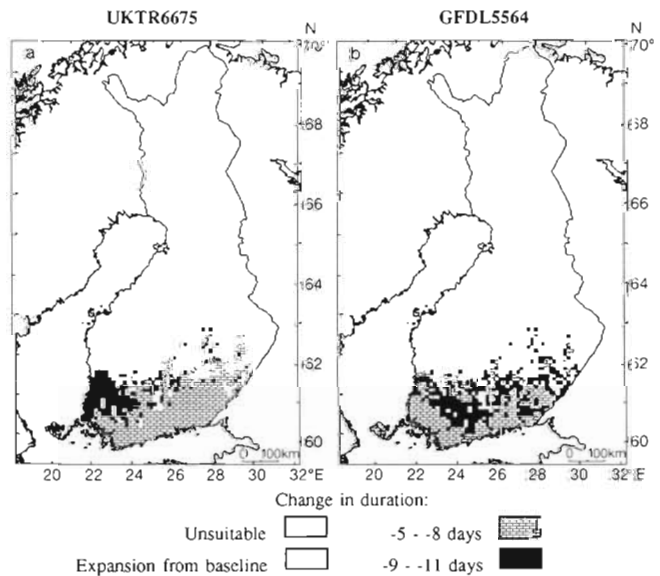 UKTR6675 GFDL5564
N N
a b
70° 70°
68 68
66 66
64 64
62 62
60 60
0 100km 0 100km
20 22 24 26 28 30 32°E 20 22 24 26 28 30 32°E
Change in duration:
Unsuitable -5 - -8 days
Expansion from baseline -9 - -11 days